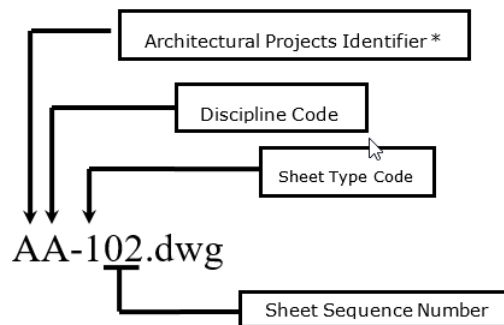 Architectural Projects Identifier *
Discipline Code
Sheet Type Code
AA-102.dwg
Sheet Sequence Number